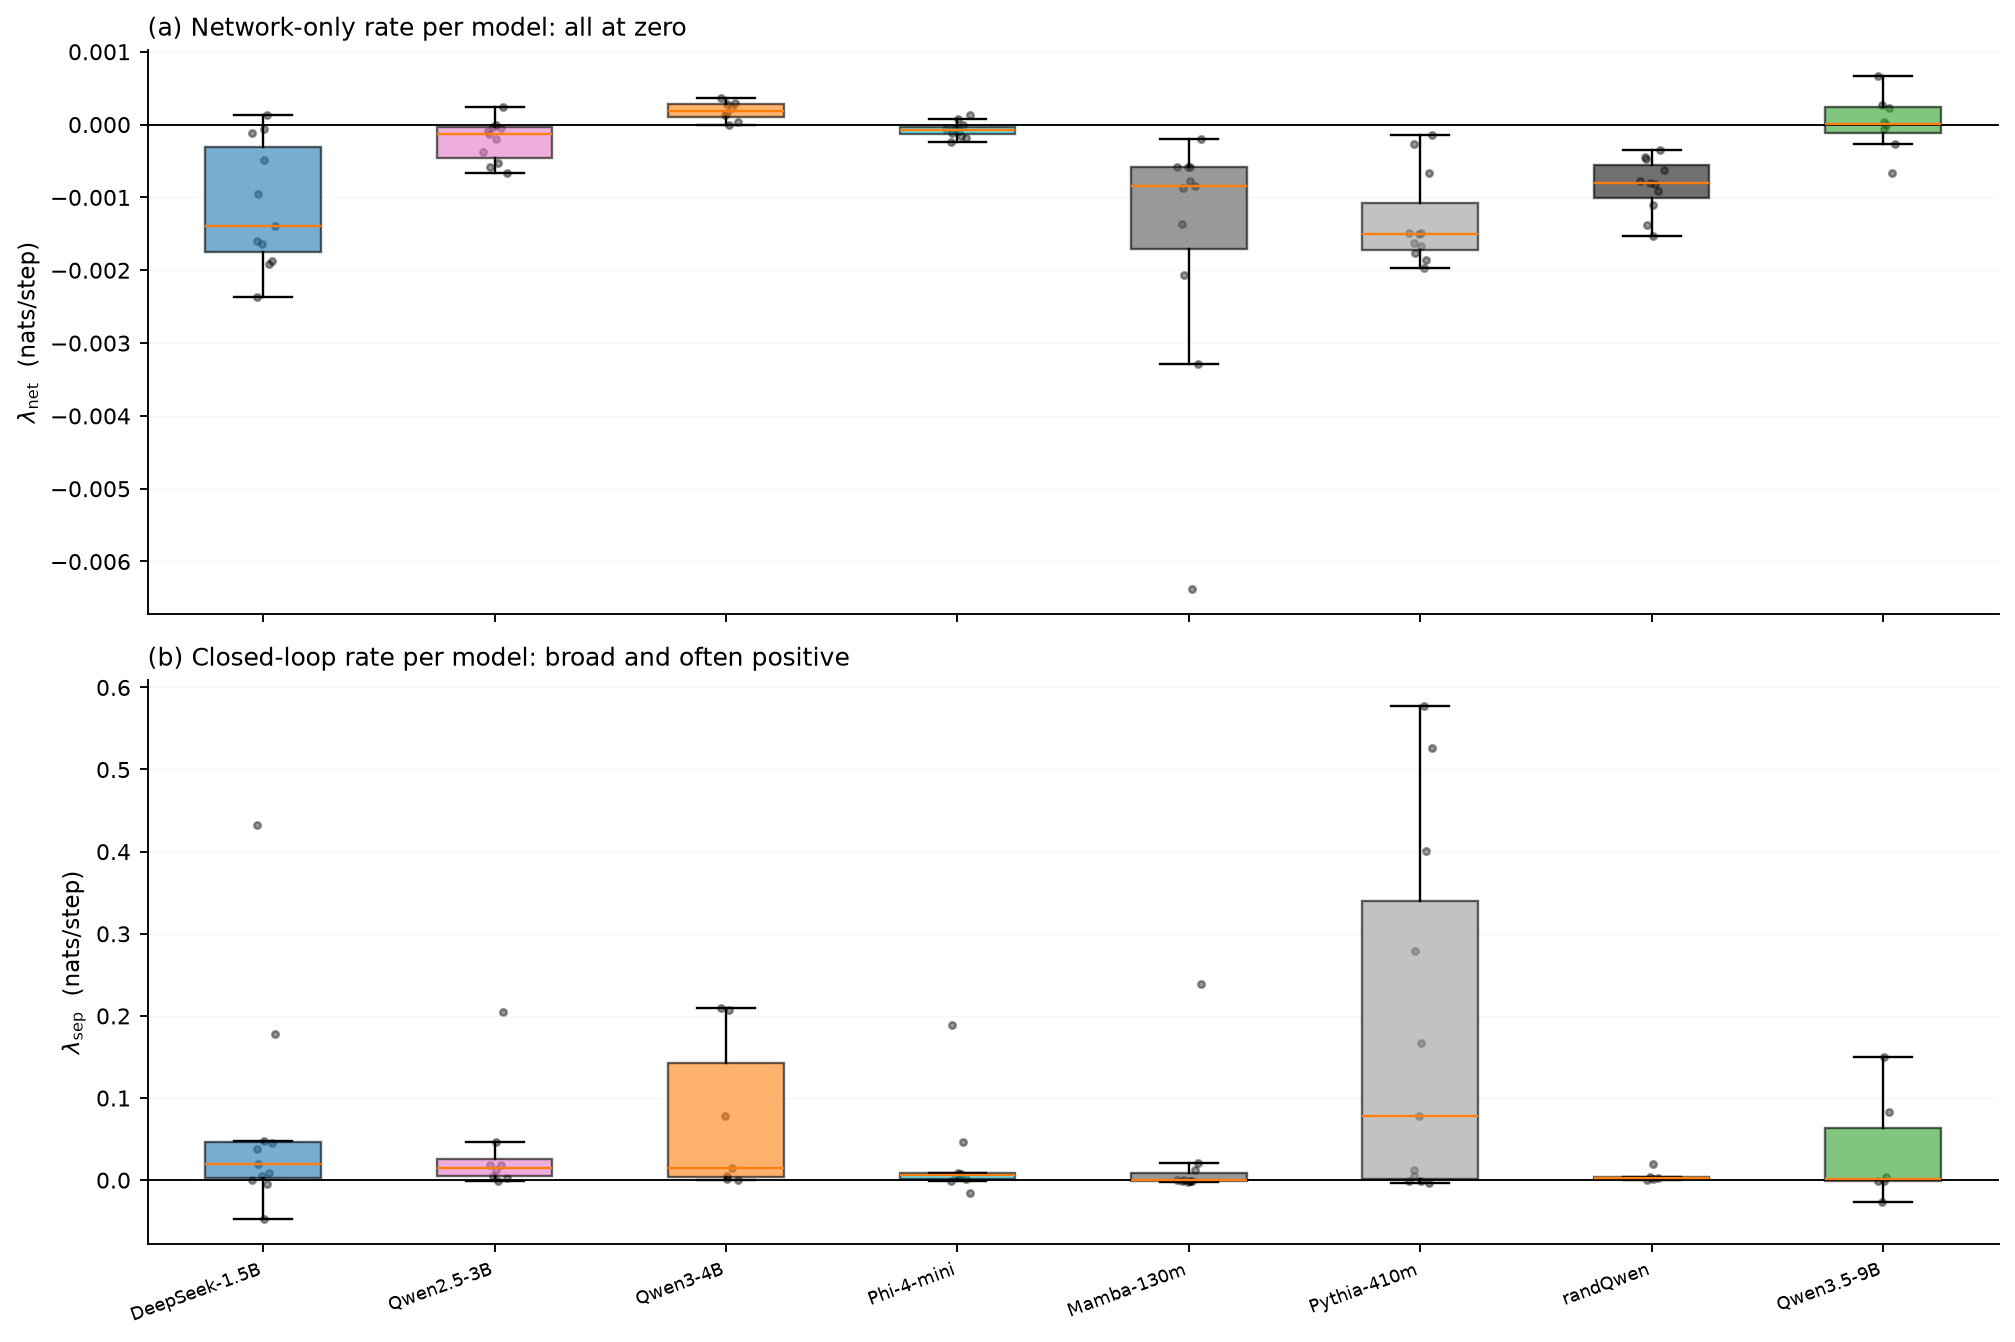 (a) Network-only rate per model: all at zero
0.001
0.000
−0.001
−0.002
−0.003
−0.004
−0.005
−0.006
λnet (nats/step)
(b) Closed-loop rate per model: broad and often positive
0.6
0.5
0.4
0.3
0.2
0.1
0.0
λsep (nats/step)
DeepSeek-1.5B
Qwen2.5-3B
Qwen3-4B
Phi-4-mini
Mamba-130m
Pythia-410m
randQwen
Qwen3.5-9B